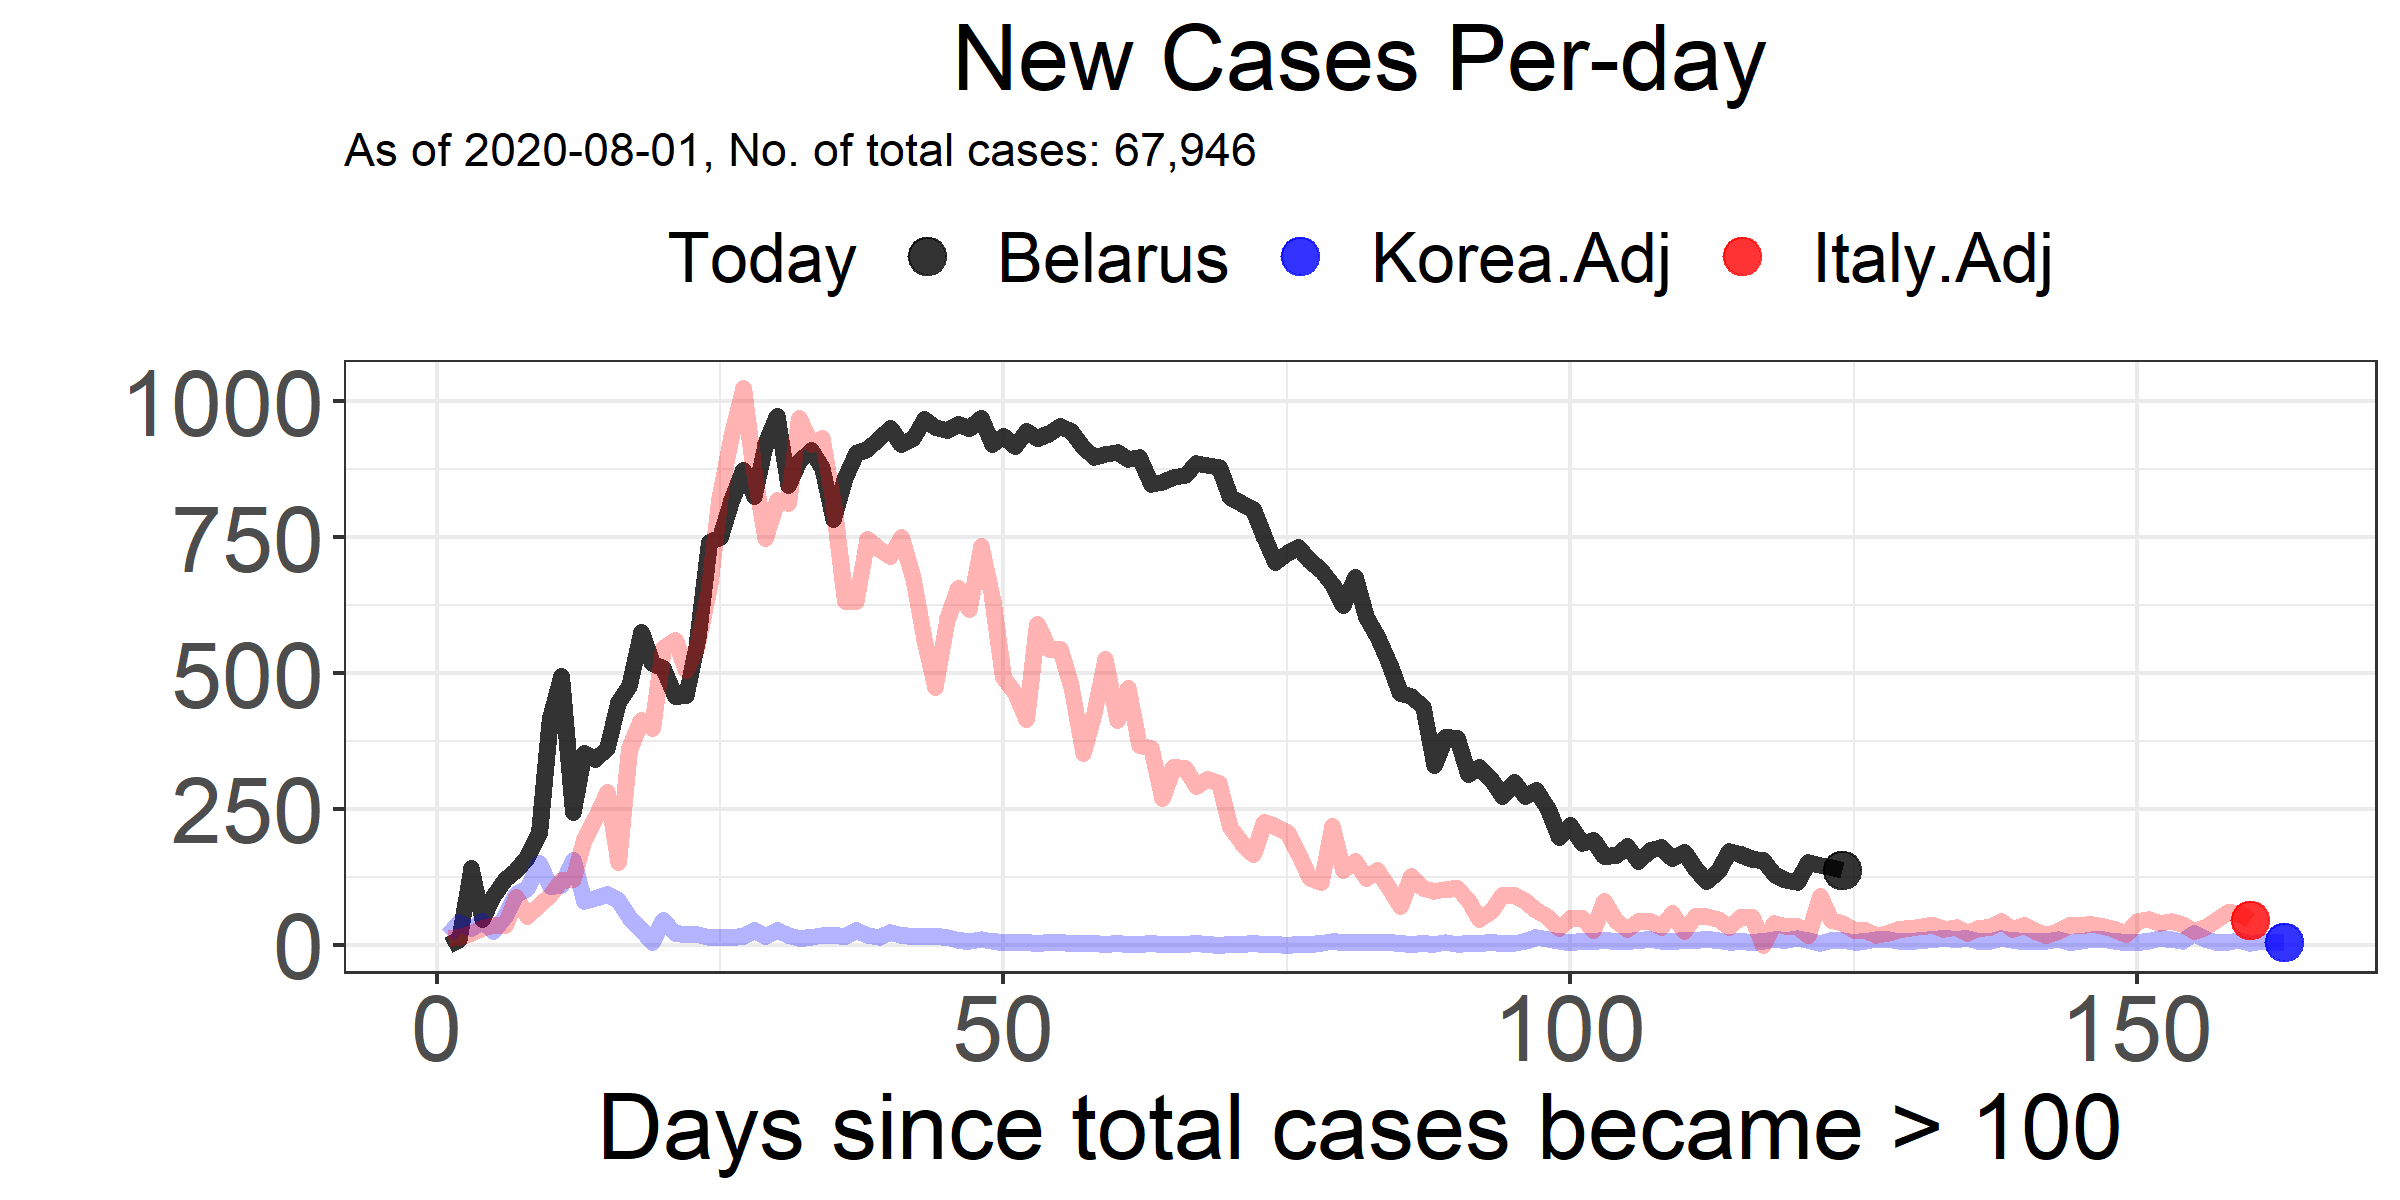 New Cases Per-day
As of 2020-08-01, No. of total cases: 67,946
Today Belarus Korea.Adj Italy.Adj
1000
750
500
250
0
0 50 100 150
Days since total cases became > 100